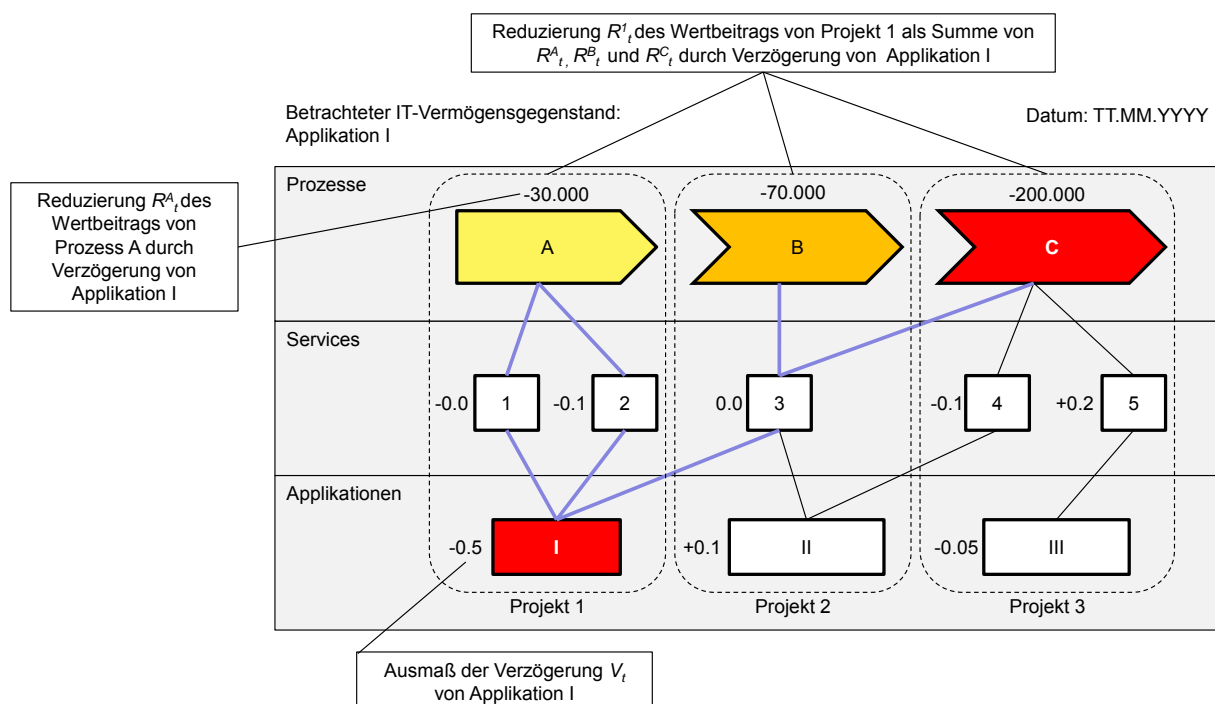 Reduzierung R¹t des Wertbeitrags von Projekt 1 als Summe von
RAt, RBt und RCt durch Verzögerung von Applikation I
Betrachteter IT-Vermögensgegenstand:
Applikation I
Datum: TT.MM.YYYY
Reduzierung RAt des
Wertbeitrags von
Prozess A durch
Verzögerung von
Applikation I
Prozesse
-30.000
-70.000
-200.000
A
B
C
Services
-0.0
1
-0.1
2
0.0
3
-0.1
4
+0.2
5
Applikationen
-0.5
I
+0.1
II
-0.05
III
Projekt 1
Projekt 2
Projekt 3
Ausmaß der Verzögerung Vt
von Applikation I